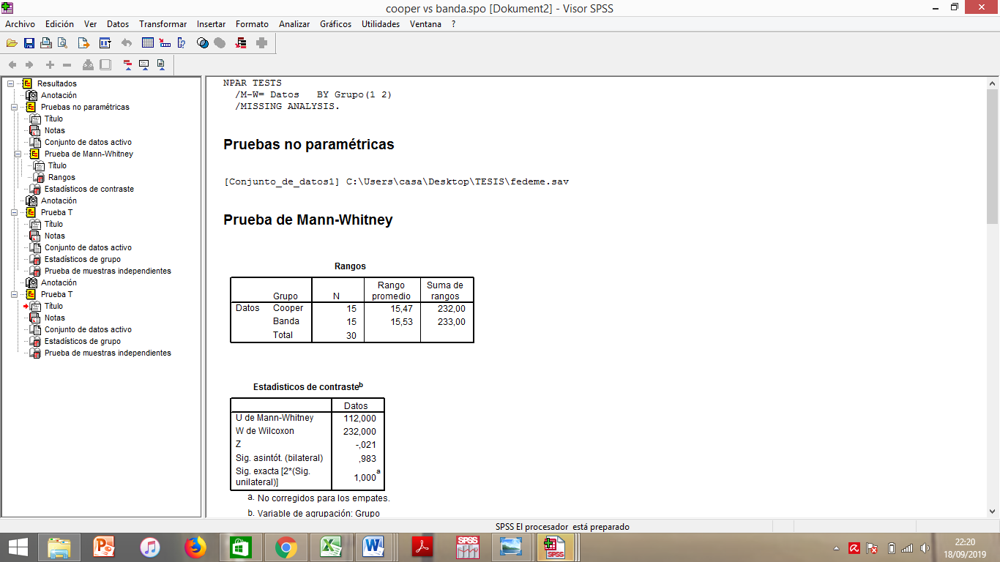 cooper vs banda.spo [Dokument2] - Visor SPSS
Archivo Edición Ver Datos Transformar Insertar Formato Analizar Gráficos Utilidades Ventana ?
Resultados
Anotación
Pruebas no paramétricas
Título
Notas
Conjunto de datos activo
Prueba de Mann-Whitney
Título
Rangos
Estadísticos de contraste
Anotación
Prueba T
Título
Notas
Conjunto de datos activo
Estadísticos de grupo
Prueba de muestras independientes
Anotación
Prueba T
Título
Notas
Conjunto de datos activo
Estadísticos de grupo
Prueba de muestras independientes
NPAR TESTS
/M-W= Datos BY Grupo(1 2)
/MISSING ANALYSIS.
Pruebas no paramétricas
[Conjunto_de_datos1] C:\Users\casa\Desktop\TESIS\fedeme.sav
Prueba de Mann-Whitney
Rangos
Grupo N Rango promedio Suma de rangos
Datos Cooper 15 15,47 232,00
Banda 15 15,53 233,00
Total 30
Estadísticos de contraste b
Datos
U de Mann-Whitney 112,000
W de Wilcoxon 232,000
Z -,021
Sig. asintót. (bilateral) ,983
Sig. exacta [2*(Sig. unilateral)] 1,000 a
a. No corregidos para los empates.
b. Variable de agrupación: Grupo
SPSS El procesador está preparado
SPSS
SPSS
22:20
18/09/2019